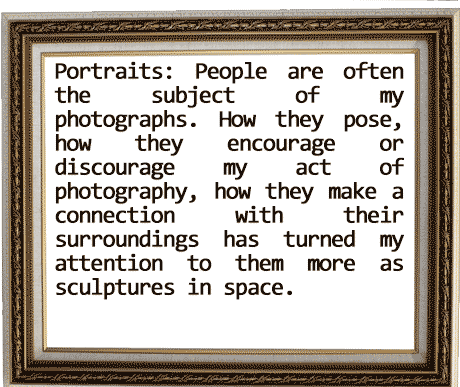 Portraits: People are often
the subject of my
photographs. How they pose,
how they encourage or
discourage my act of
photography, how they make a
connection with their
surroundings has turned my
attention to them more as
sculptures in space.